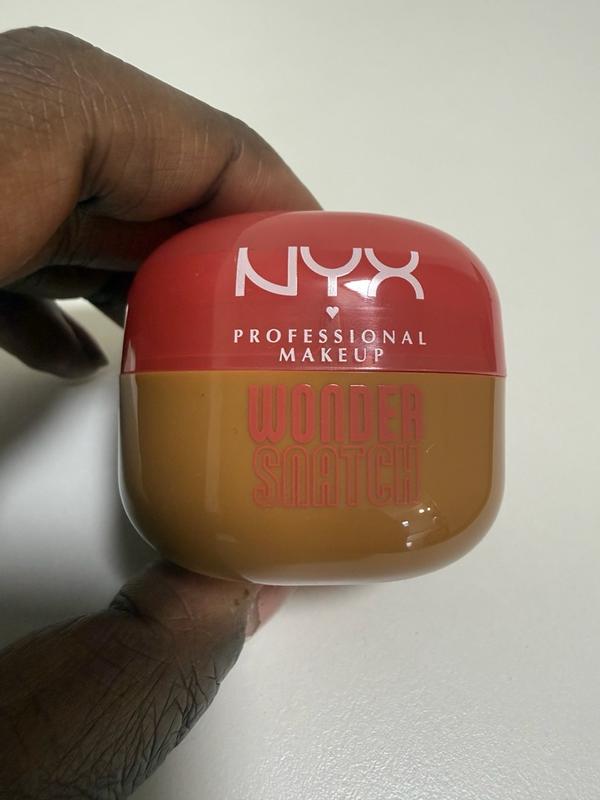 NYX
PROFESSIONAL
MAKEUP
WONDER
SNATCH